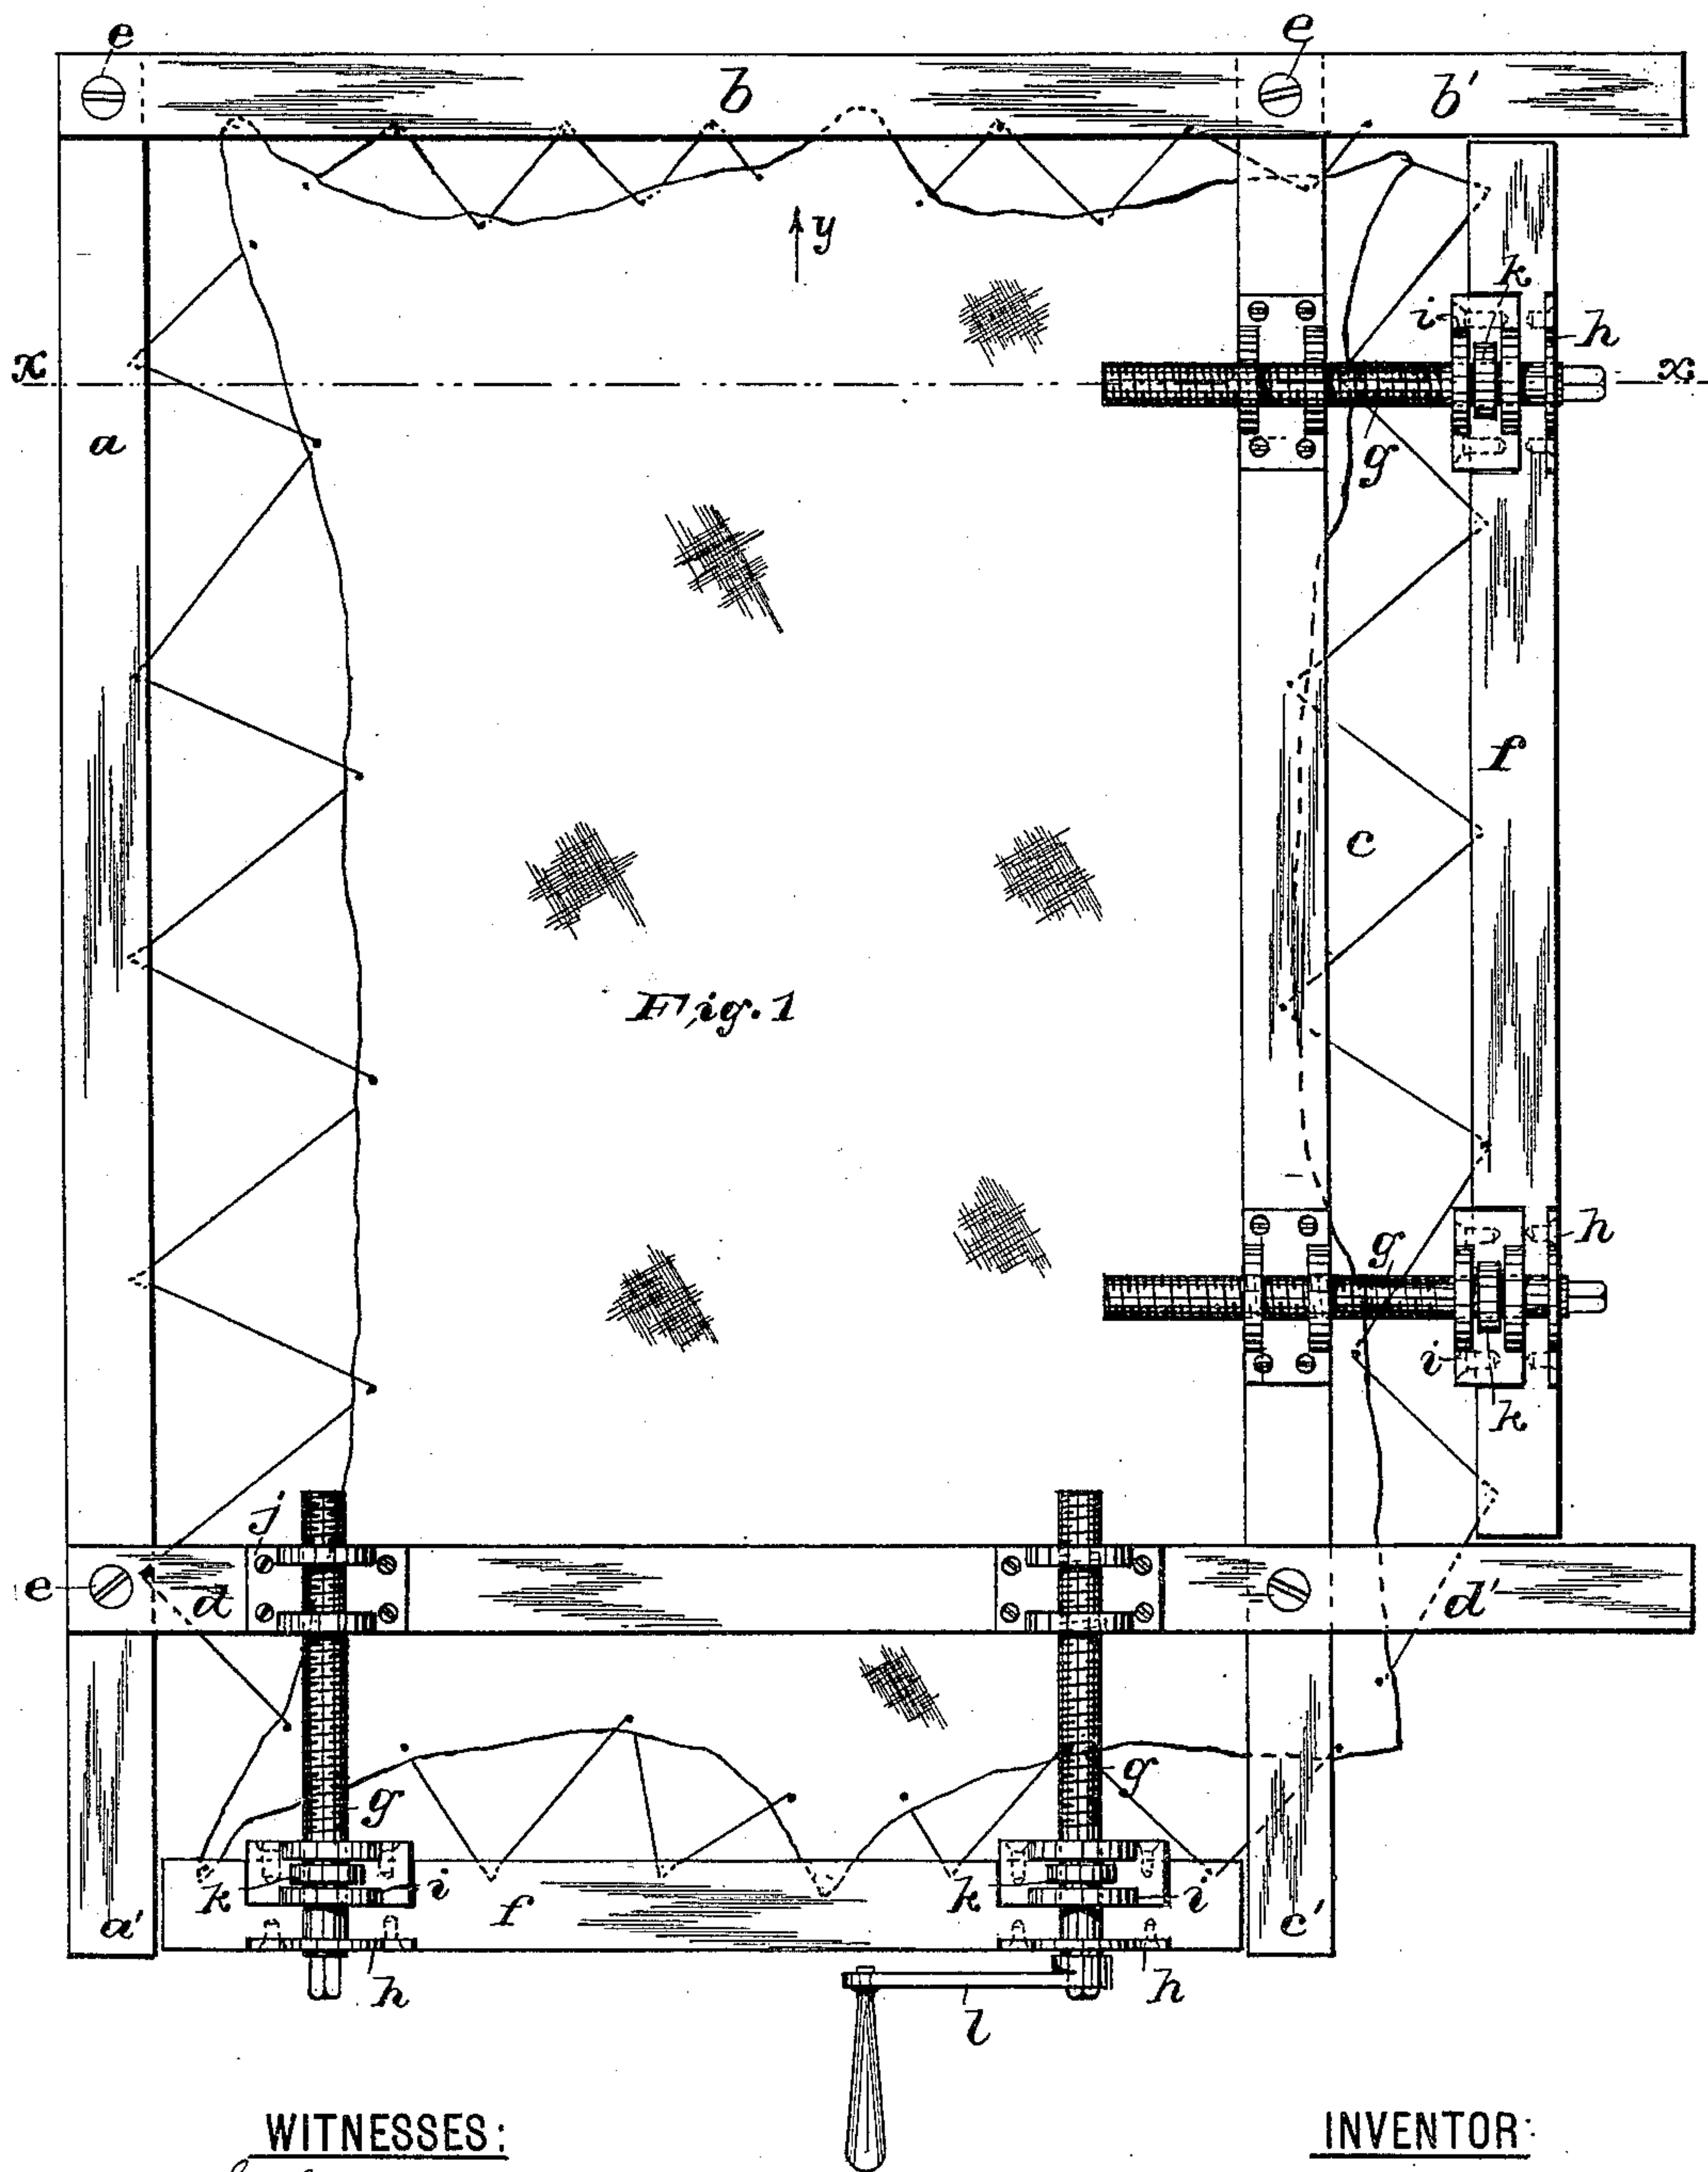 e e
b b'
y
k
i h
x x
a
g
f
Fig. 1
c
g h
i
k
j
e d d'
g g
k i f k i
a' c'
h h
l
WITNESSES:
INVENTOR: